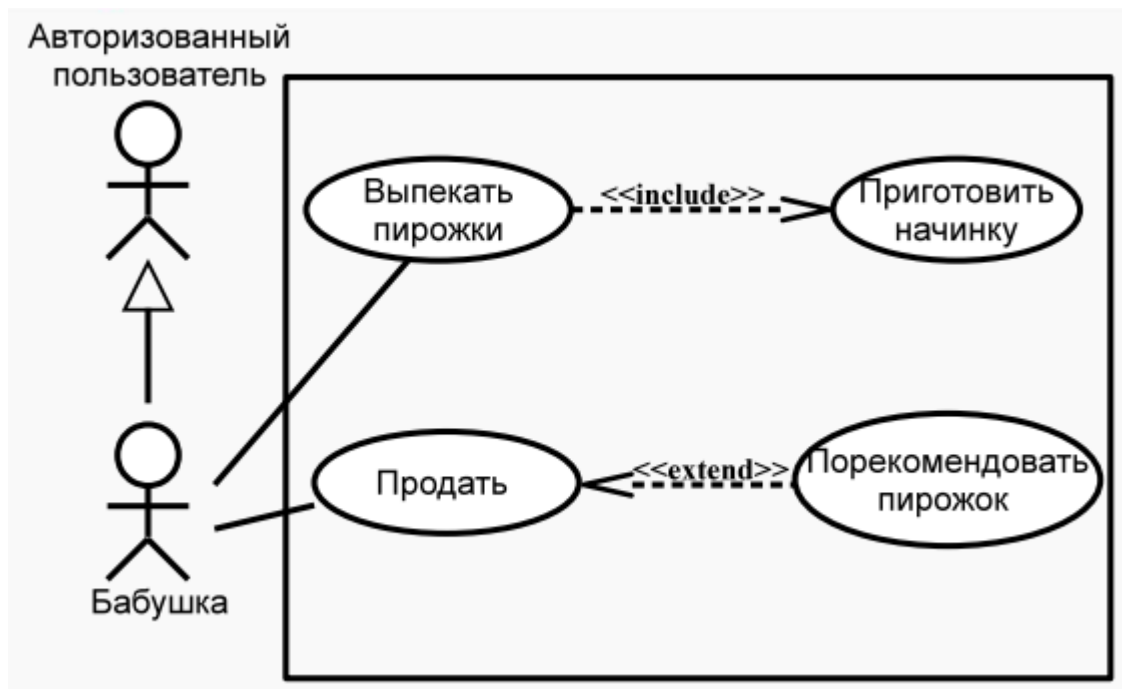 Авторизованный
пользователь
Выпекать
пирожки
<<include>>
Приготовить
начинку
Продать
<<extend>>
Порекомендовать
пирожок
Бабушка